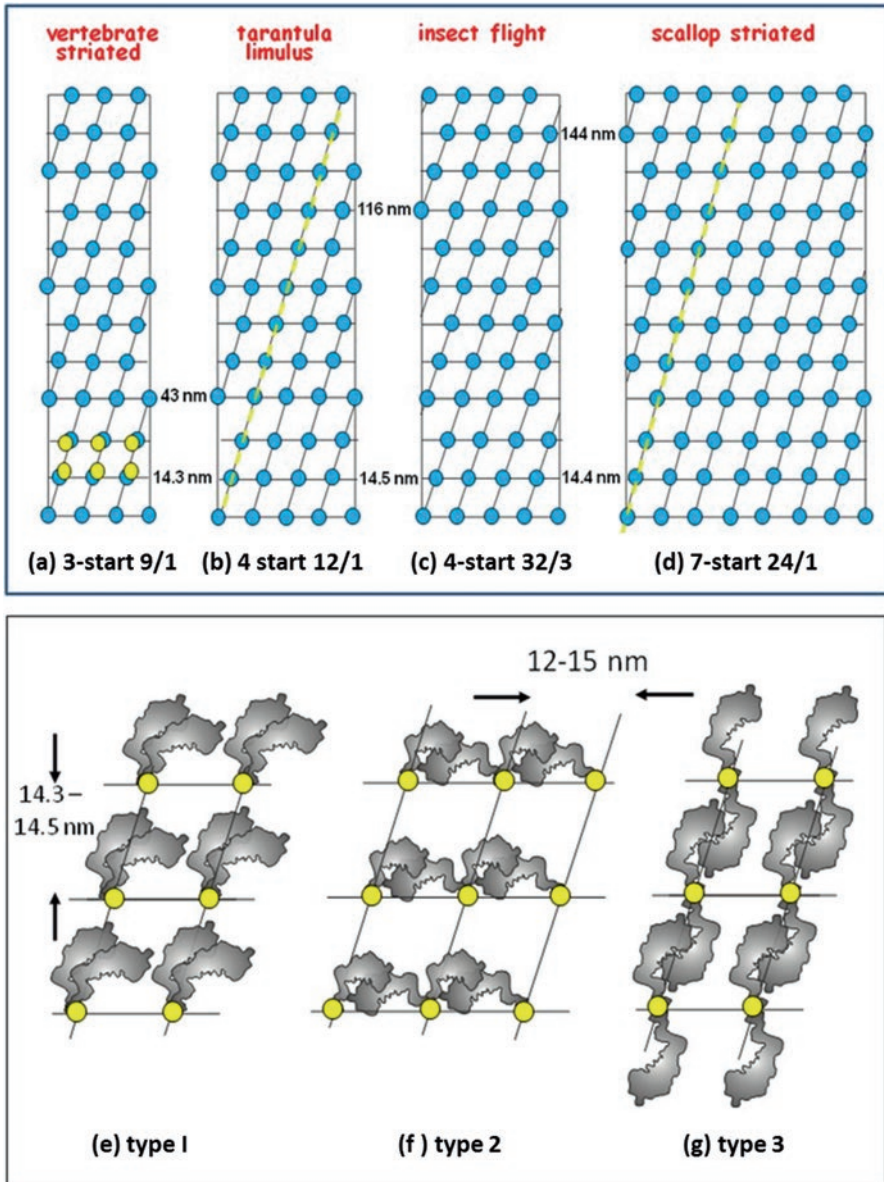 vertebrate striated
tarantula limulus
insect flight
scallop striated
144 nm
116 nm
43 nm
14.3 nm
14.5 nm
14.4 nm
(a) 3-start 9/1
(b) 4 start 12/1
(c) 4-start 32/3
(d) 7-start 24/1
12-15 nm
14.3–
14.5 nm
(e) type I
(f ) type 2
(g) type 3